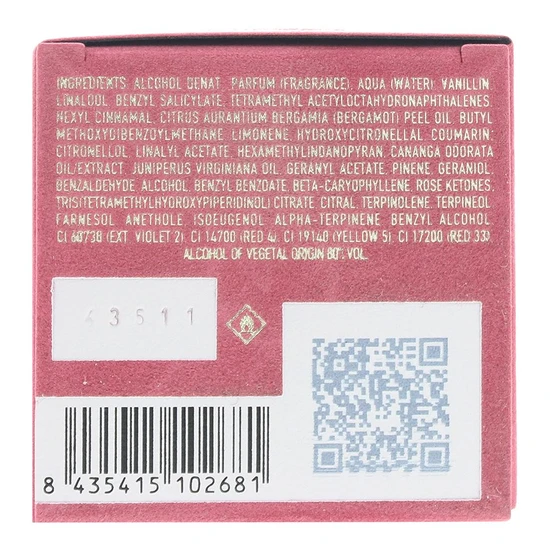 INGREDIENTS: ALCOHOL DENAT., PARFUM (FRAGRANCE), AQUA (WATER), VANILLIN,
LINALOOL, BENZYL SALICYLATE, TETRAMETHYL ACETYLOCTAHYDRONAPHTHALENES,
HEXYL CINNAMAL, CITRUS AURANTIUM BERGAMIA (BERGAMOT) PEEL OIL, BUTYL
METHOXYDIBENZOYLMETHANE, LIMONENE, HYDROXYCITRONELLAL, COUMARIN,
CITRONELLOL, LINALYL ACETATE, HEXAMETHYLINDANOPYRAN, CANANGA ODORATA
OIL/EXTRACT, JUNIPERUS VIRGINIANA OIL, GERANYL ACETATE, PINENE, GERANIOL,
BENZALDEHYDE, ALCOHOL, BENZYL BENZOATE, BETA-CARYOPHYLLENE, ROSE KETONES,
TRIS(TETRAMETHYLHYDROXYPIPERIDINOL) CITRATE, CITRAL, TERPINOLENE, TERPINEOL,
FARNESOL, ANETHOLE, ISOEUGENOL, ALPHA-TERPINENE, BENZYL ALCOHOL,
CI 60730 (EXT. VIOLET 2), CI 14700 (RED 4), CI 19140 (YELLOW 5), CI 17200 (RED 33).
ALCOHOL OF VEGETAL ORIGIN 80% VOL.
43511
8 435415 102681